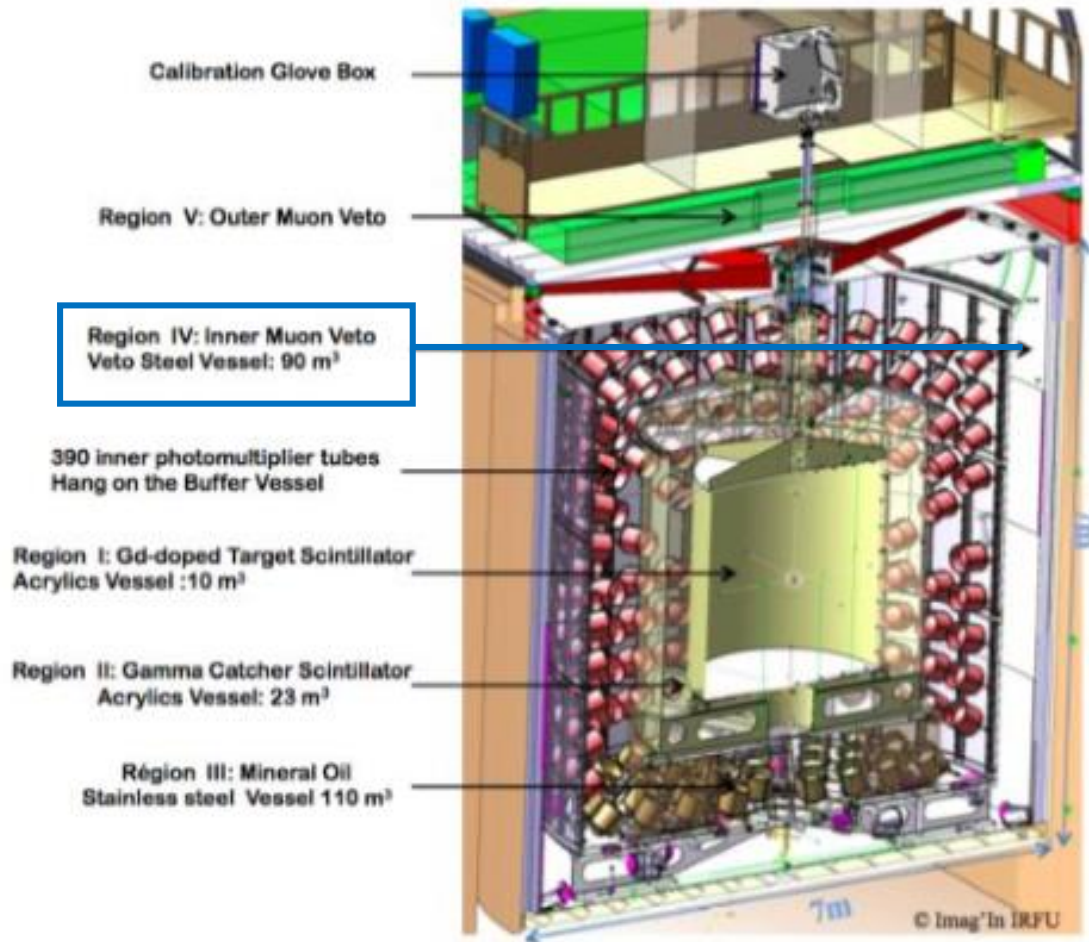 Calibration Glove Box
Region V: Outer Muon Veto
Region IV: Inner Muon Veto
Veto Steel Vessel: 90 m³
390 inner photomultiplier tubes
Hang on the Buffer Vessel
Region I: Gd-doped Target Scintillator
Acrylics Vessel :10 m³
Region II: Gamma Catcher Scintillator
Acrylics Vessel: 23 m³
Région III: Mineral Oil
Stainless steel Vessel 110 m³
7m
© Imag'In IRFU